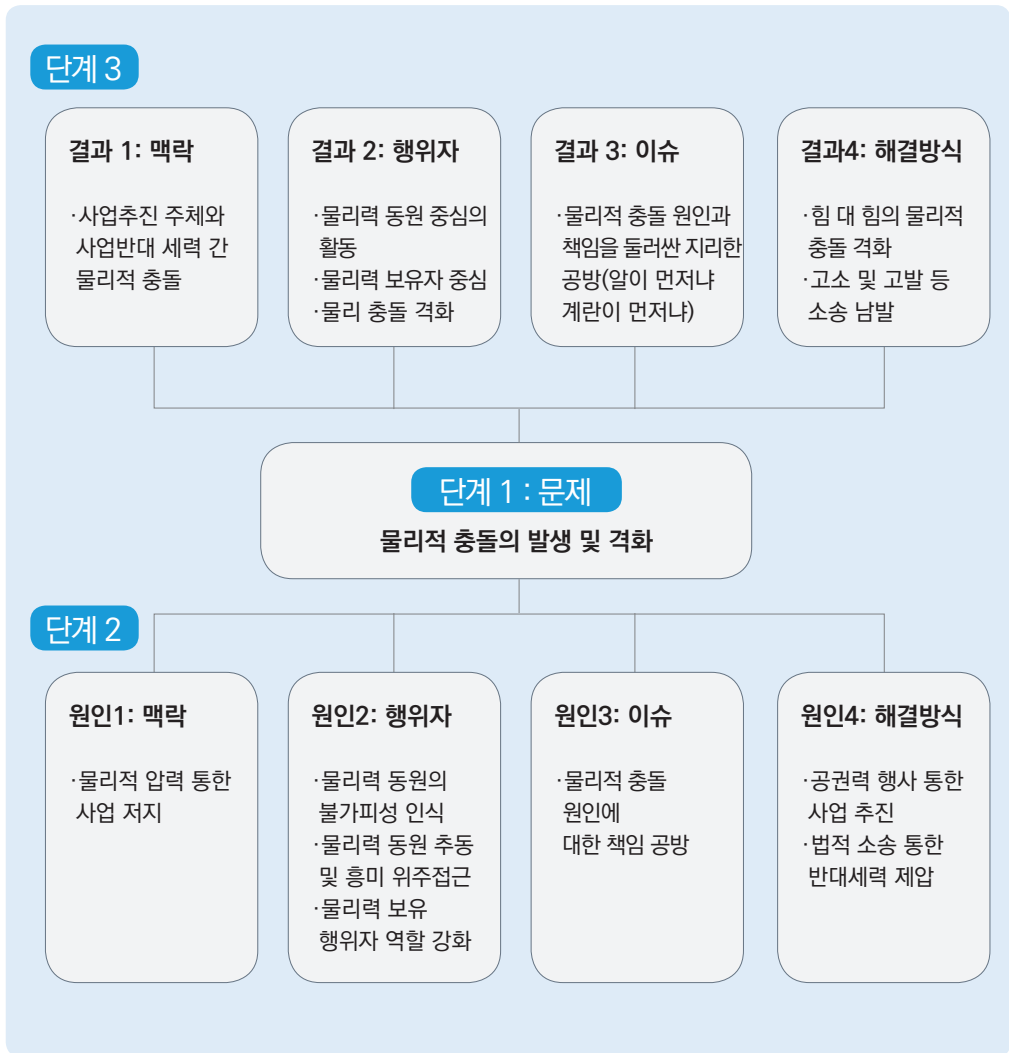 단계 3
결과 1: 맥락
·사업추진 주체와
사업반대 세력 간
물리적 충돌
결과 2: 행위자
·물리력 동원 중심의
활동
·물리력 보유자 중심
·물리 충돌 격화
결과 3: 이슈
·물리적 충돌 원인과
책임을 둘러싼 지리한
공방(알이 먼저냐
계란이 먼저냐)
결과4: 해결방식
·힘 대 힘의 물리적
충돌 격화
·고소 및 고발 등
소송 남발
단계 1 : 문제
물리적 충돌의 발생 및 격화
단계 2
원인1: 맥락
·물리적 압력 통한
사업 저지
원인2: 행위자
·물리력 동원의
불가피성 인식
·물리력 동원 추동
및 흥미 위주접근
·물리력 보유
행위자 역할 강화
원인3: 이슈
·물리적 충돌
원인에
대한 책임 공방
원인4: 해결방식
·공권력 행사 통한
사업 추진
·법적 소송 통한
반대세력 제압